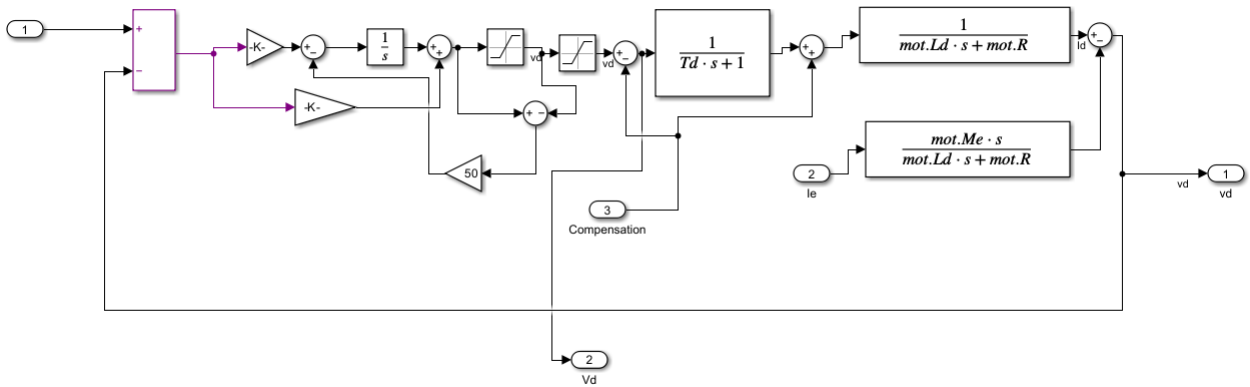 1
+
−
-K-
+
−
1
s
+
+
vd
vd
+
−
1
Td · s + 1
+
+
1
mot.Ld · s + mot.R
Id
+
−
-K-
+ −
50
mot.Me · s
mot.Ld · s + mot.R
2
Ie
vd
1
vd
3
Compensation
2
Vd